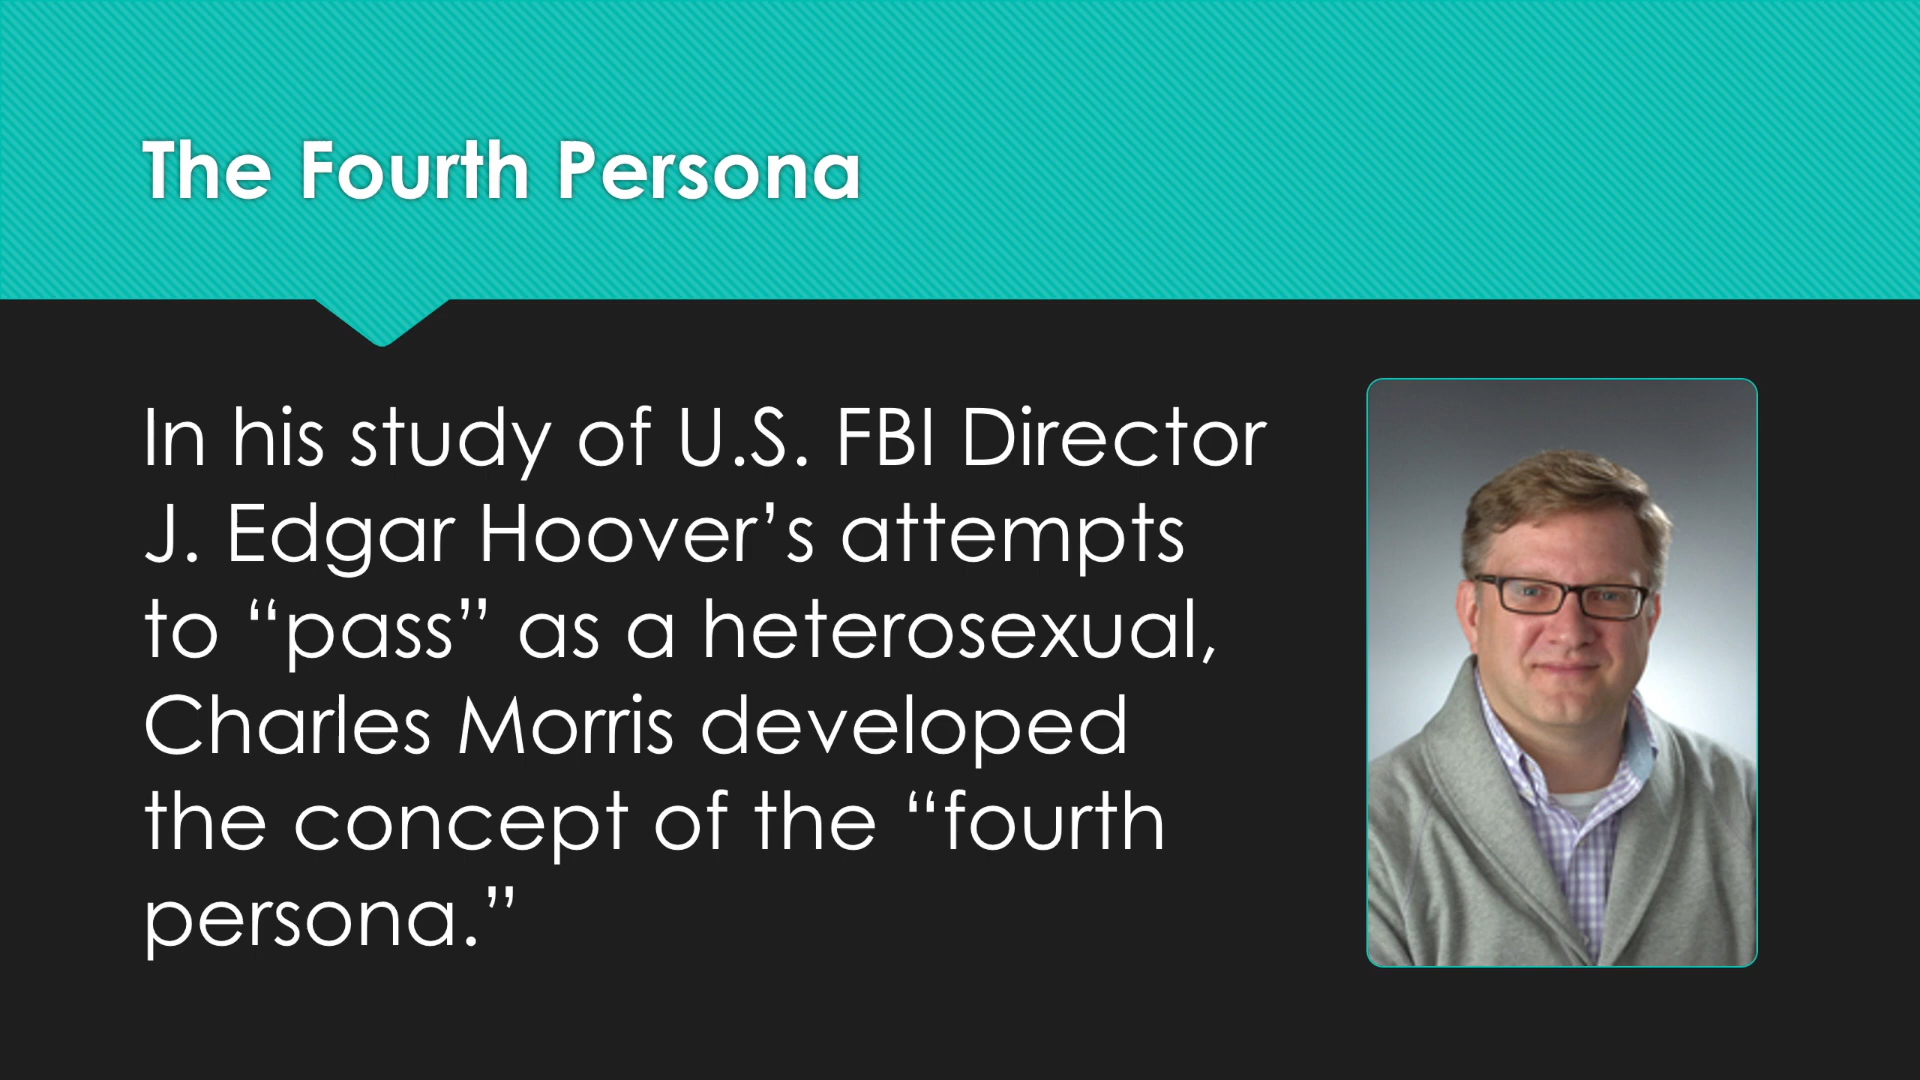 The Fourth Persona
In his study of U.S. FBI Director
J. Edgar Hoover’s attempts
to “pass” as a heterosexual,
Charles Morris developed
the concept of the “fourth
persona.”